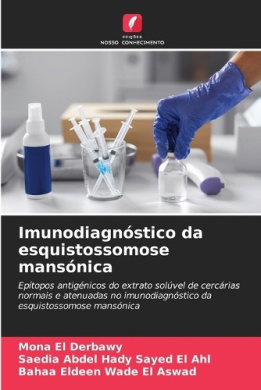 edições
NOSSO CONHECIMENTO
Imunodiagnóstico da
esquistossomose
mansónica
Epítopos antigénicos do extrato solúvel de cercárias
normais e atenuadas no imunodiagnóstico da
esquistossomose mansónica
Mona El Derbawy
Saedia Abdel Hady Sayed El Ahl
Bahaa Eldeen Wade El Aswad